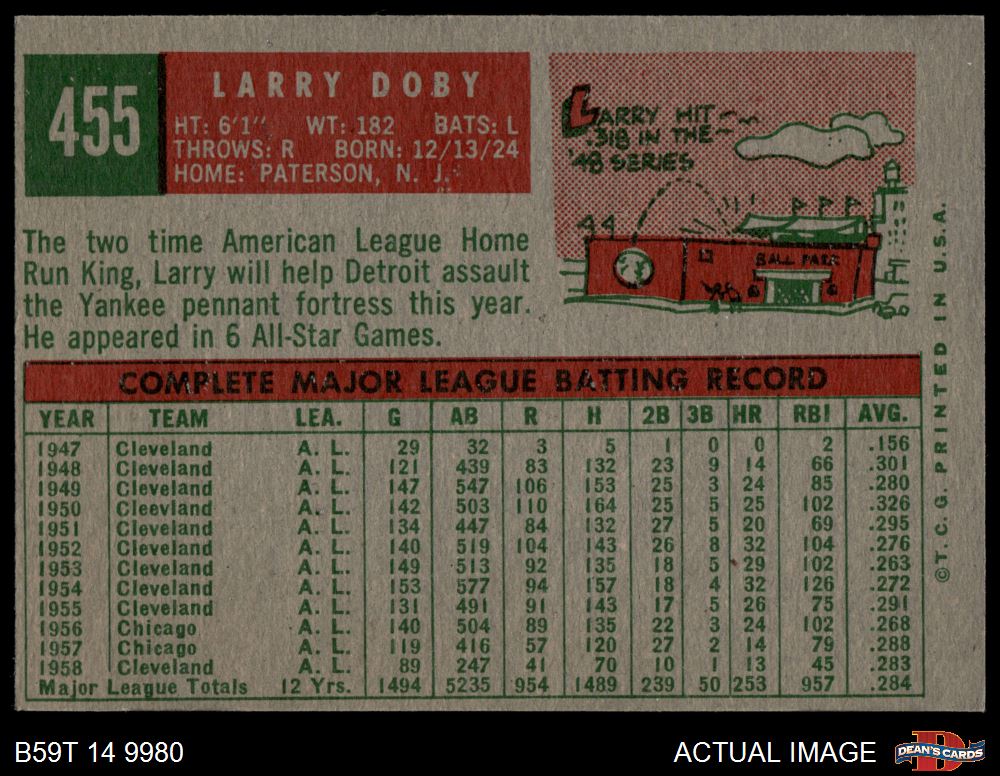 455
LARRY DOBY
HT: 6'1" WT: 182 BATS: L
THROWS: R BORN: 12/13/24
HOME: PATERSON, N. J.
LARRY HIT
.318 IN THE
'48 SERIES
BALL PARK
The two time American League Home
Run King, Larry will help Detroit assault
the Yankee pennant fortress this year.
He appeared in 6 All-Star Games.
COMPLETE MAJOR LEAGUE BATTING RECORD
YEAR TEAM LEA. G AB R H 2B 3B HR RBI AVG.
1947 Cleveland A. L. 29 32 3 5 1 0 0 2 .156
1948 Cleveland A. L. 121 439 83 132 23 9 14 66 .301
1949 Cleveland A. L. 147 547 106 153 25 3 24 85 .280
1950 Cleevland A. L. 142 503 110 164 25 5 25 102 .326
1951 Cleveland A. L. 134 447 84 132 27 5 20 69 .295
1952 Cleveland A. L. 140 519 104 143 26 8 32 104 .276
1953 Cleveland A. L. 149 513 92 135 18 5 29 102 .263
1954 Cleveland A. L. 153 577 94 157 18 4 32 126 .272
1955 Cleveland A. L. 131 491 91 143 17 5 26 75 .291
1956 Chicago A. L. 140 504 89 135 22 3 24 102 .268
1957 Chicago A. L. 119 416 57 120 27 2 14 79 .288
1958 Cleveland A. L. 89 247 41 70 10 1 13 45 .283
Major League Totals 12 Yrs. 1494 5235 954 1489 239 50 253 957 .284
© T. C. G. PRINTED IN U.S.A.
B59T 14 9980
ACTUAL IMAGE
D
DEAN'S CARDS